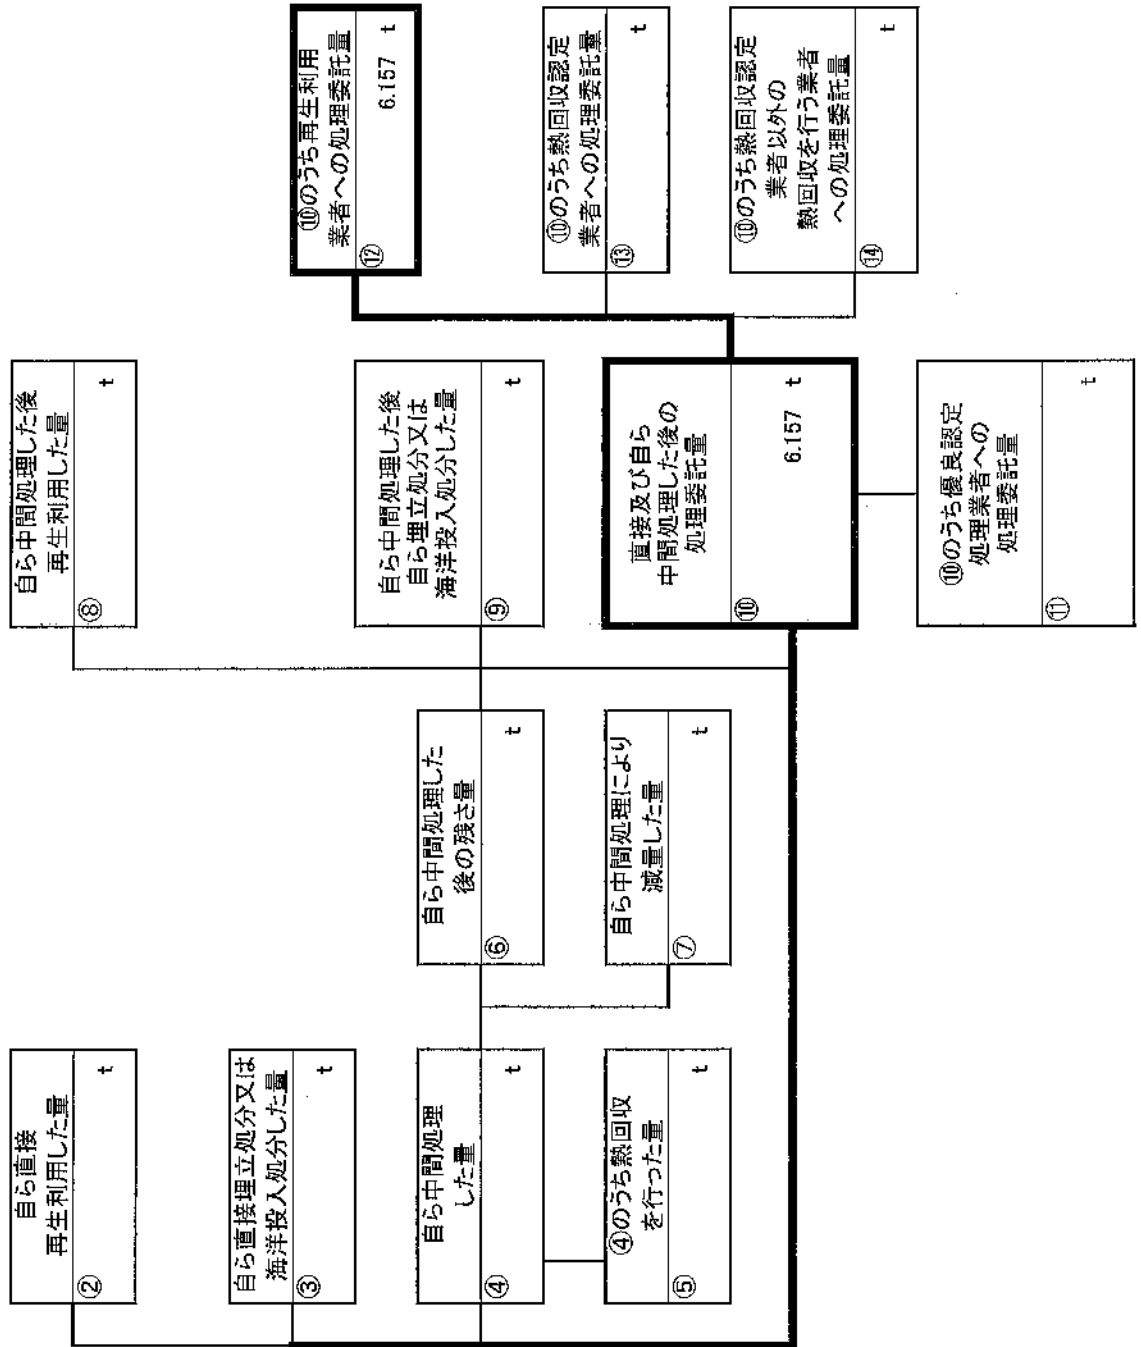 自ら直接
再生利用した量
② t
自ら直接埋立処分又は
海洋投入処分した量
③ t
自ら中間処理
した量
④ t
④のうち熱回収
を行った量
⑤ t
自ら中間処理した
後の残さ量
⑥ t
自ら中間処理により
減量した量
⑦ t
自ら中間処理した後
再生利用した量
⑧ t
自ら中間処理した後
自ら埋立処分又は
海洋投入処分した量
⑨ t
直接及び自ら
中間処理した後の
処理委託量
⑩ 6.157 t
⑩のうち優良認定
処理業者への
処理委託量
⑪ t
⑩のうち再生利用
業者への処理委託量
⑫ 6.157 t
⑩のうち熱回収認定
業者への処理委託量
⑬ t
⑩のうち熱回収認定
業者以外の
熱回収を行う業者
への処理委託量
⑭ t